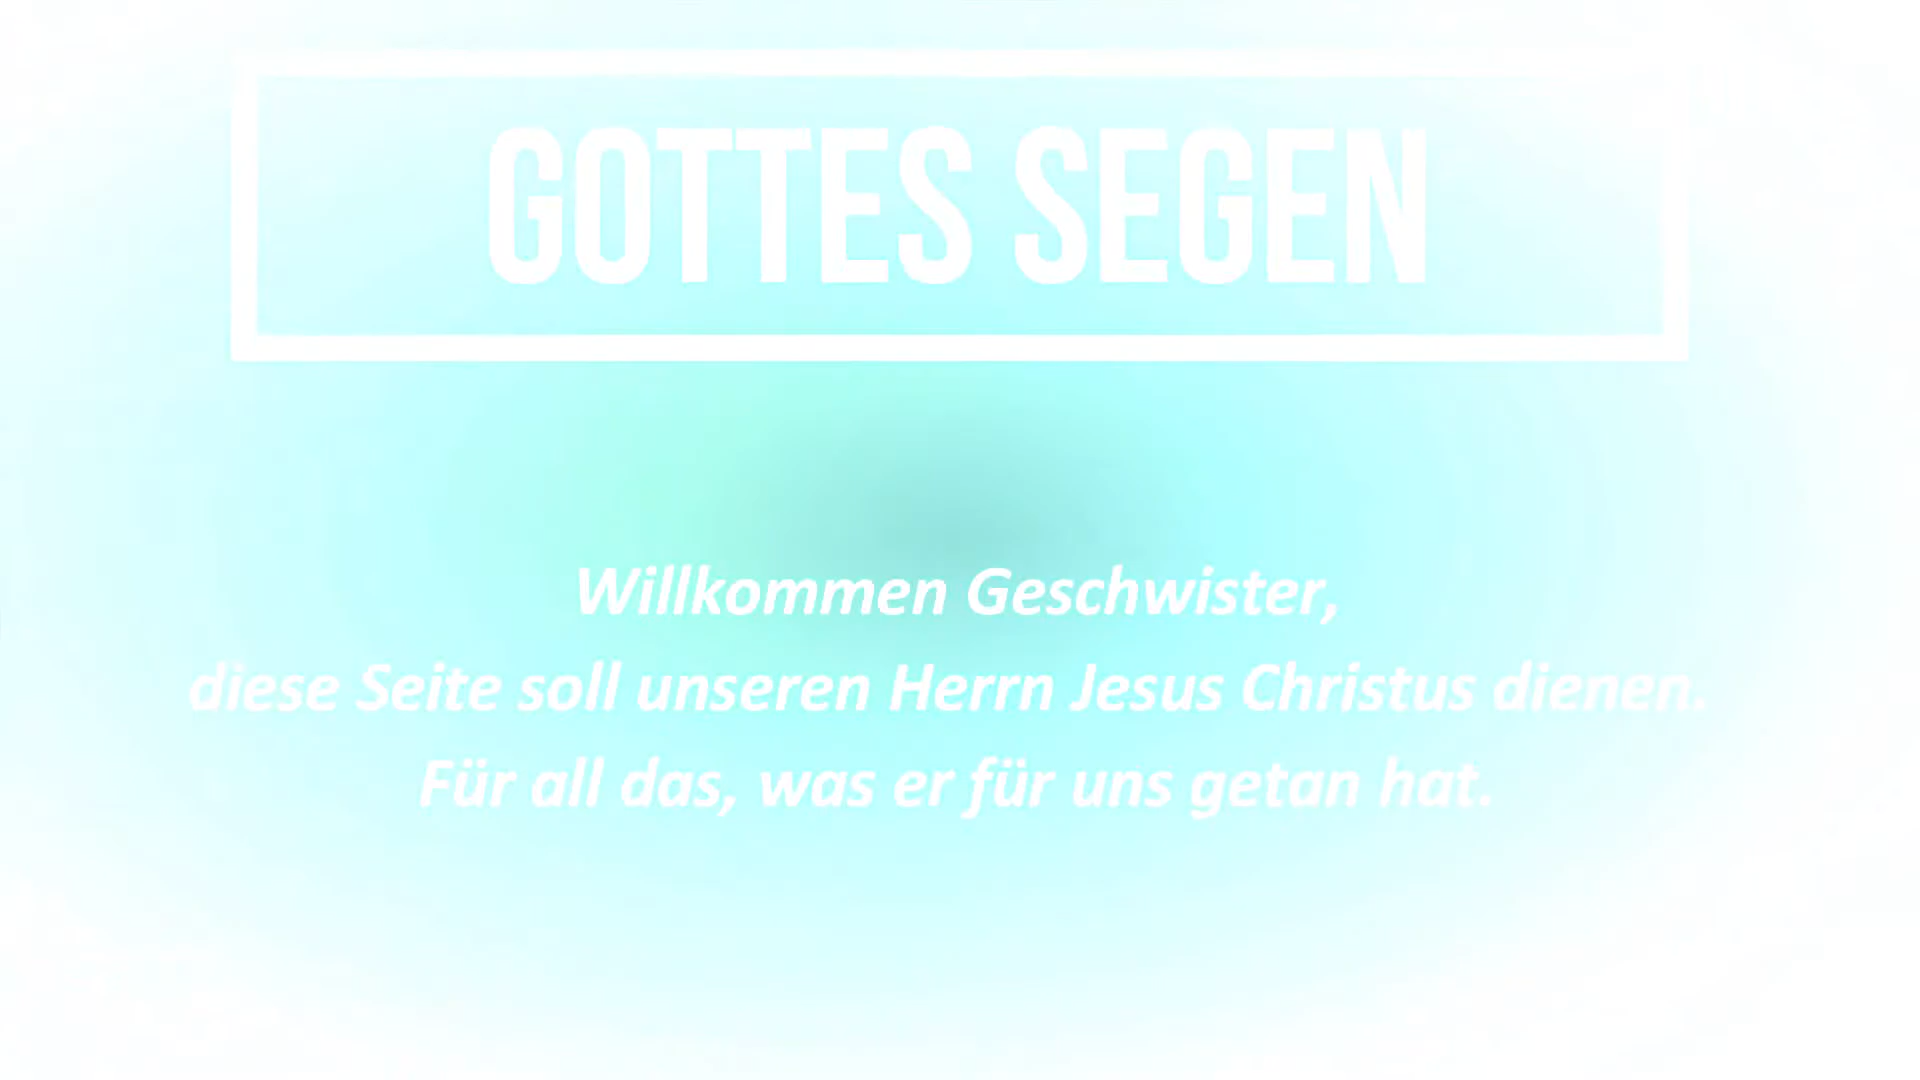 GOTTES SEGEN
Willkommen Geschwister,
diese Seite soll unseren Herrn Jesus Christus dienen.
Für all das, was er für uns getan hat.